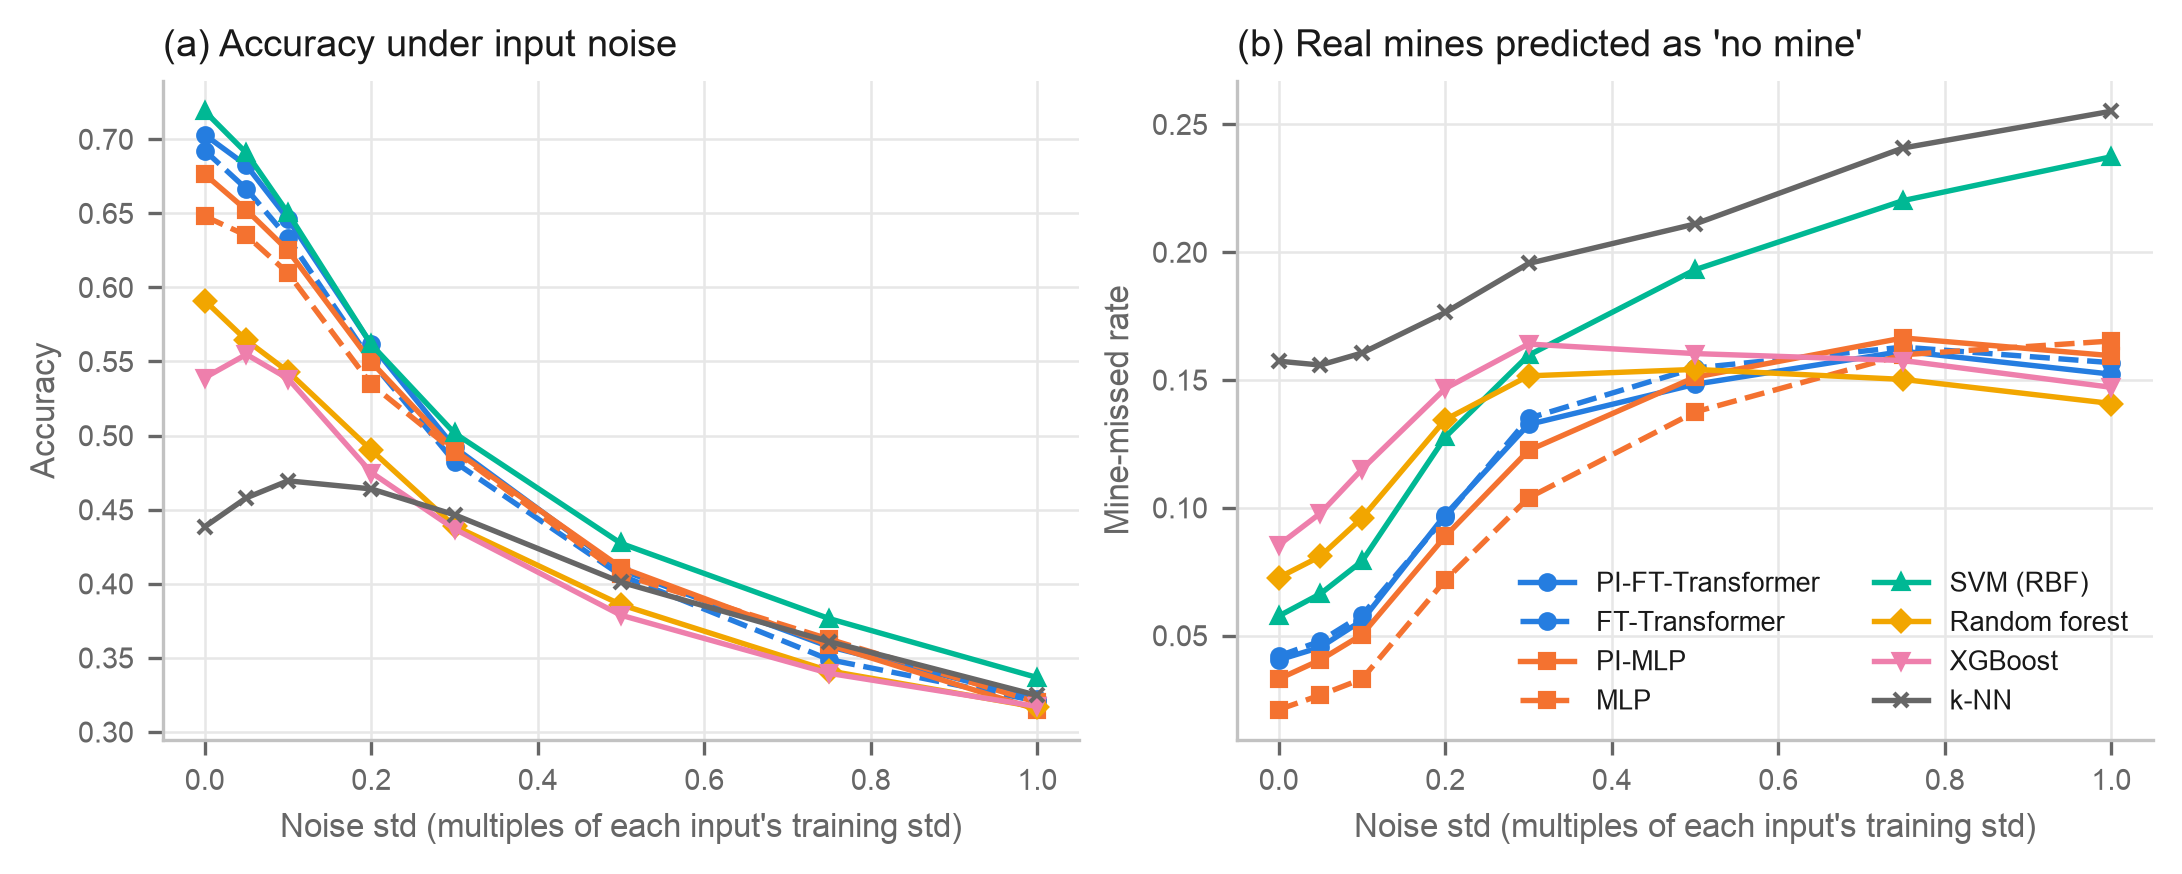 (a) Accuracy under input noise
Accuracy
0.70
0.65
0.60
0.55
0.50
0.45
0.40
0.35
0.30
0.0 0.2 0.4 0.6 0.8 1.0
Noise std (multiples of each input's training std)
(b) Real mines predicted as 'no mine'
Mine-missed rate
0.25
0.20
0.15
0.10
0.05
PI-FT-Transformer
FT-Transformer
PI-MLP
MLP
SVM (RBF)
Random forest
XGBoost
k-NN
0.0 0.2 0.4 0.6 0.8 1.0
Noise std (multiples of each input's training std)